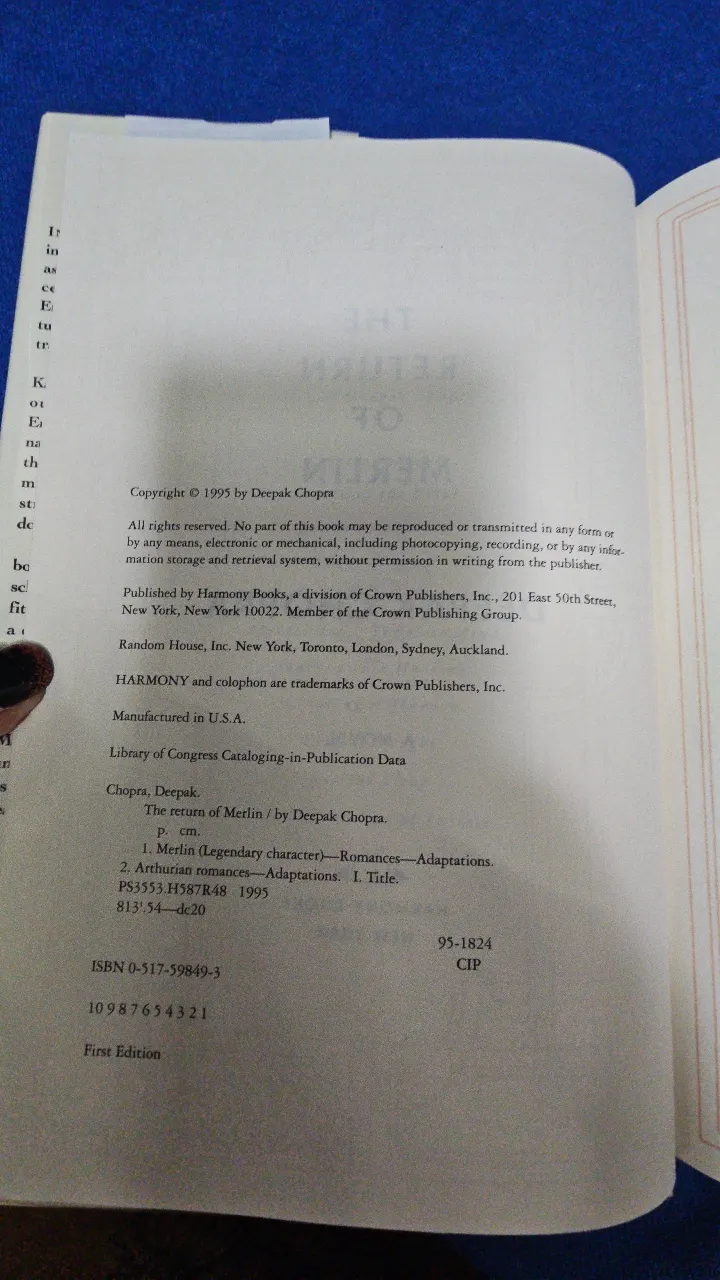 Copyright © 1995 by Deepak Chopra
All rights reserved. No part of this book may be reproduced or transmitted in any form or
by any means, electronic or mechanical, including photocopying, recording, or by any infor-
mation storage and retrieval system, without permission in writing from the publisher.
Published by Harmony Books, a division of Crown Publishers, Inc., 201 East 50th Street,
New York, New York 10022. Member of the Crown Publishing Group.
Random House, Inc. New York, Toronto, London, Sydney, Auckland.
HARMONY and colophon are trademarks of Crown Publishers, Inc.
Manufactured in U.S.A.
Library of Congress Cataloging-in-Publication Data
Chopra, Deepak.
The return of Merlin / by Deepak Chopra.
p. cm.
1. Merlin (Legendary character)—Romances—Adaptations.
2. Arthurian romances—Adaptations. I. Title.
PS3553.H587R48 1995
813'.54—dc20
95-1824
CIP
ISBN 0-517-59849-3
10 9 8 7 6 5 4 3 2 1
First Edition